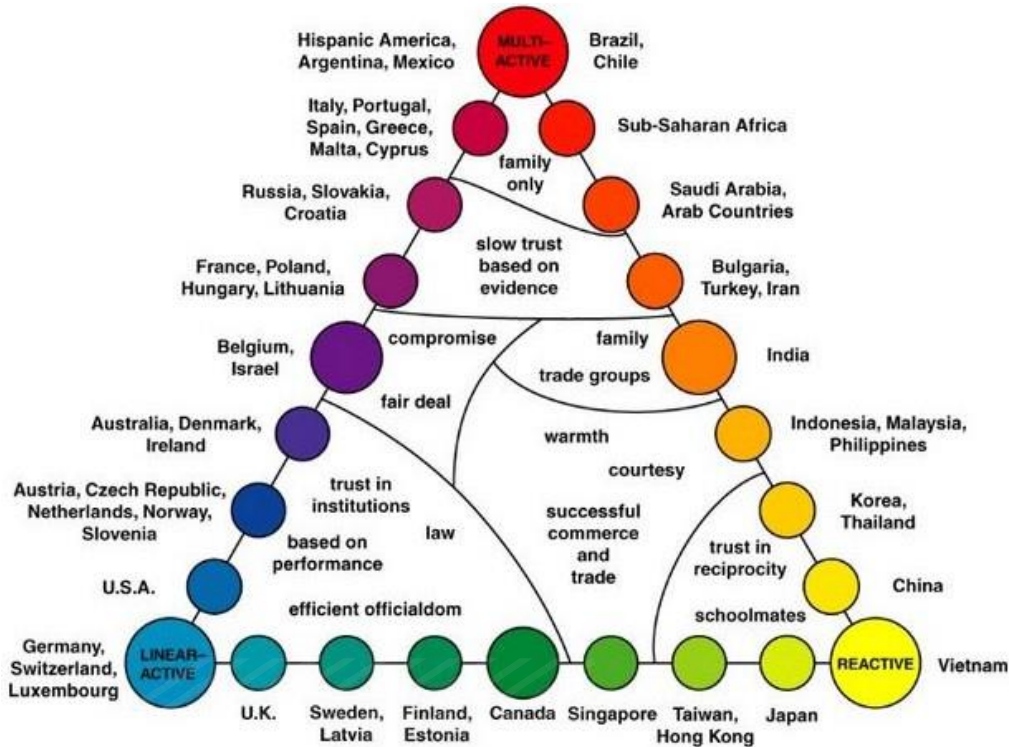 Hispanic America,
Argentina, Mexico
MULTI-
ACTIVE
Brazil,
Chile
Italy, Portugal,
Spain, Greece,
Malta, Cyprus
Sub-Saharan Africa
family
only
Russia, Slovakia,
Croatia
Saudi Arabia,
Arab Countries
slow trust
based on
evidence
France, Poland,
Hungary, Lithuania
Bulgaria,
Turkey, Iran
compromise
family
Belgium,
Israel
India
trade groups
fair deal
Australia, Denmark,
Ireland
warmth
Indonesia, Malaysia,
Philippines
courtesy
trust in
institutions
Austria, Czech Republic,
Netherlands, Norway,
Slovenia
Korea,
Thailand
law
successful
commerce
and
trade
based on
performance
trust in
reciprocity
U.S.A.
China
efficient officialdom
schoolmates
Germany,
Switzerland,
Luxembourg
LINEAR-
ACTIVE
REACTIVE
Vietnam
U.K.
Sweden,
Latvia
Finland,
Estonia
Canada
Singapore
Taiwan,
Hong Kong
Japan